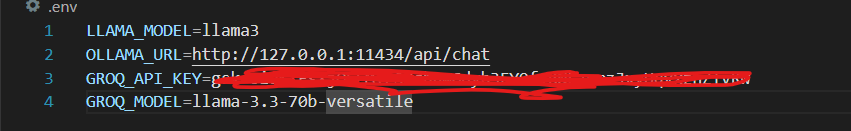 .env
1 LLAMA_MODEL=llama3
2 OLLAMA_URL=http://127.0.0.1:11434/api/chat
3 GROQ_API_KEY=
4 GROQ_MODEL=llama-3.3-70b-versatile